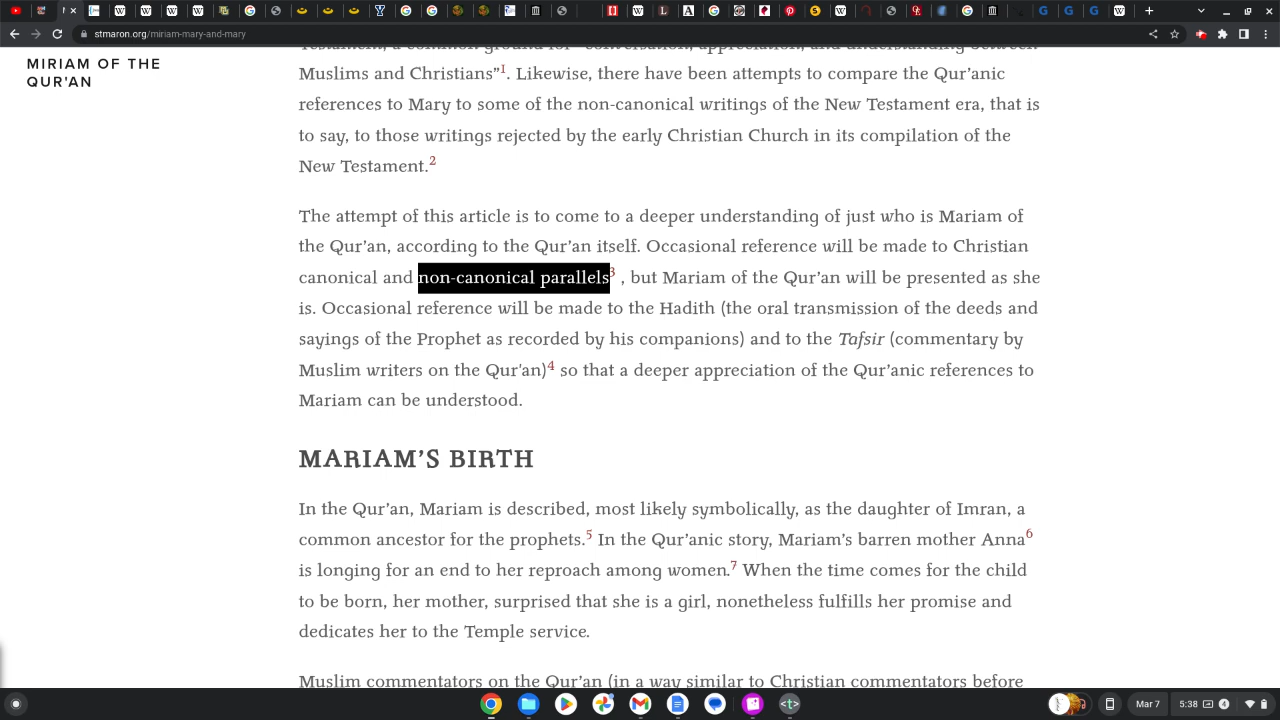 stmaron.org/miriam-mary-and-mary
MIRIAM OF THE
QUR'AN
Testament, a common ground for "conversation, appreciation, and understanding between
Muslims and Christians”1. Likewise, there have been attempts to compare the Qur’anic
references to Mary to some of the non-canonical writings of the New Testament era, that is
to say, to those writings rejected by the early Christian Church in its compilation of the
New Testament.2
The attempt of this article is to come to a deeper understanding of just who is Mariam of
the Qur’an, according to the Qur’an itself. Occasional reference will be made to Christian
canonical and non-canonical parallels3 , but Mariam of the Qur’an will be presented as she
is. Occasional reference will be made to the Hadith (the oral transmission of the deeds and
sayings of the Prophet as recorded by his companions) and to the Tafsir (commentary by
Muslim writers on the Qur'an)4 so that a deeper appreciation of the Qur’anic references to
Mariam can be understood.
MARIAM’S BIRTH
In the Qur’an, Mariam is described, most likely symbolically, as the daughter of Imran, a
common ancestor for the prophets.5 In the Qur’anic story, Mariam’s barren mother Anna6
is longing for an end to her reproach among women.7 When the time comes for the child
to be born, her mother, surprised that she is a girl, nonetheless fulfills her promise and
dedicates her to the Temple service.
Muslim commentators on the Qur’an (in a way similar to Christian commentators before
Mar 7
5:38